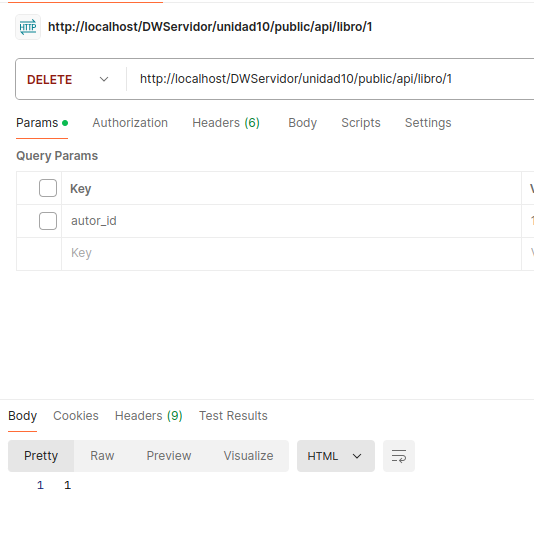 HTTP http://localhost/DWServidor/unidad10/public/api/libro/1
DELETE http://localhost/DWServidor/unidad10/public/api/libro/1
Params Authorization Headers (6) Body Scripts Settings
Query Params
Key
autor_id
Key
Body Cookies Headers (9) Test Results
Pretty Raw Preview Visualize HTML
1 1